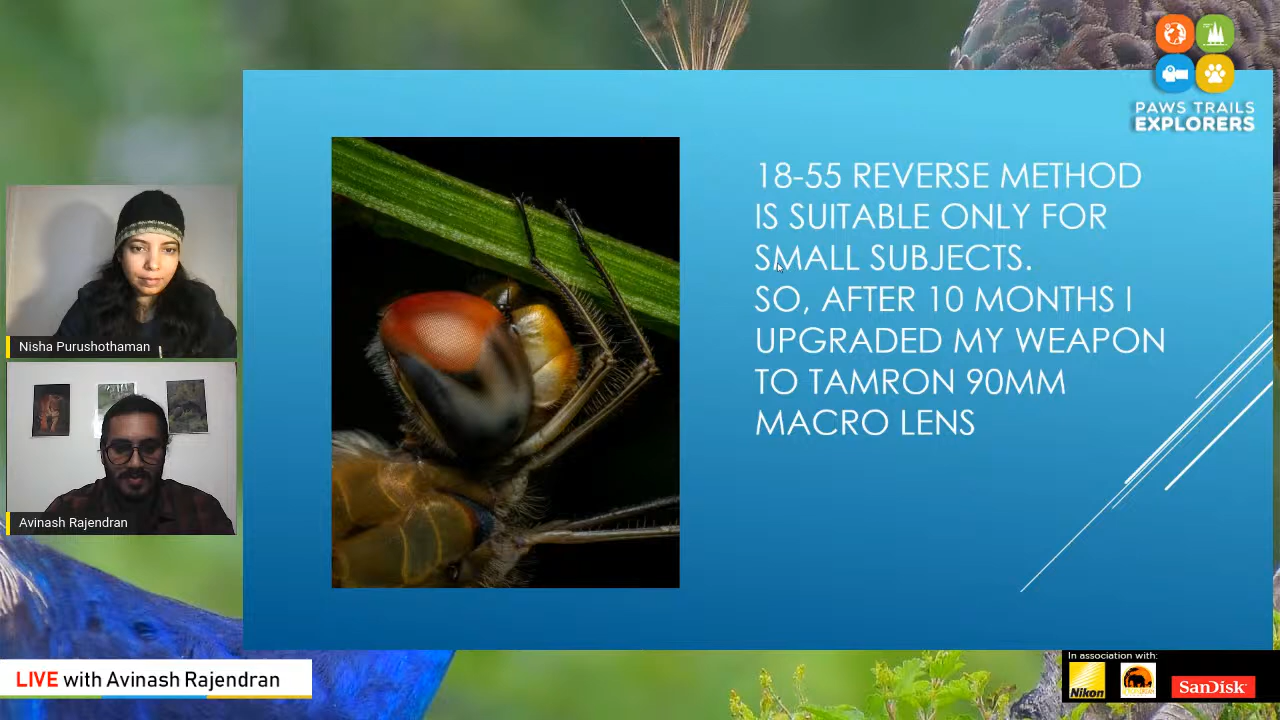 PAWS TRAILS
EXPLORERS
18-55 REVERSE METHOD
IS SUITABLE ONLY FOR
SMALL SUBJECTS.
SO, AFTER 10 MONTHS I
UPGRADED MY WEAPON
TO TAMRON 90MM
MACRO LENS
Nisha Purushothaman
Avinash Rajendran
LIVE with Avinash Rajendran
In association with:
Nikon
SanDisk